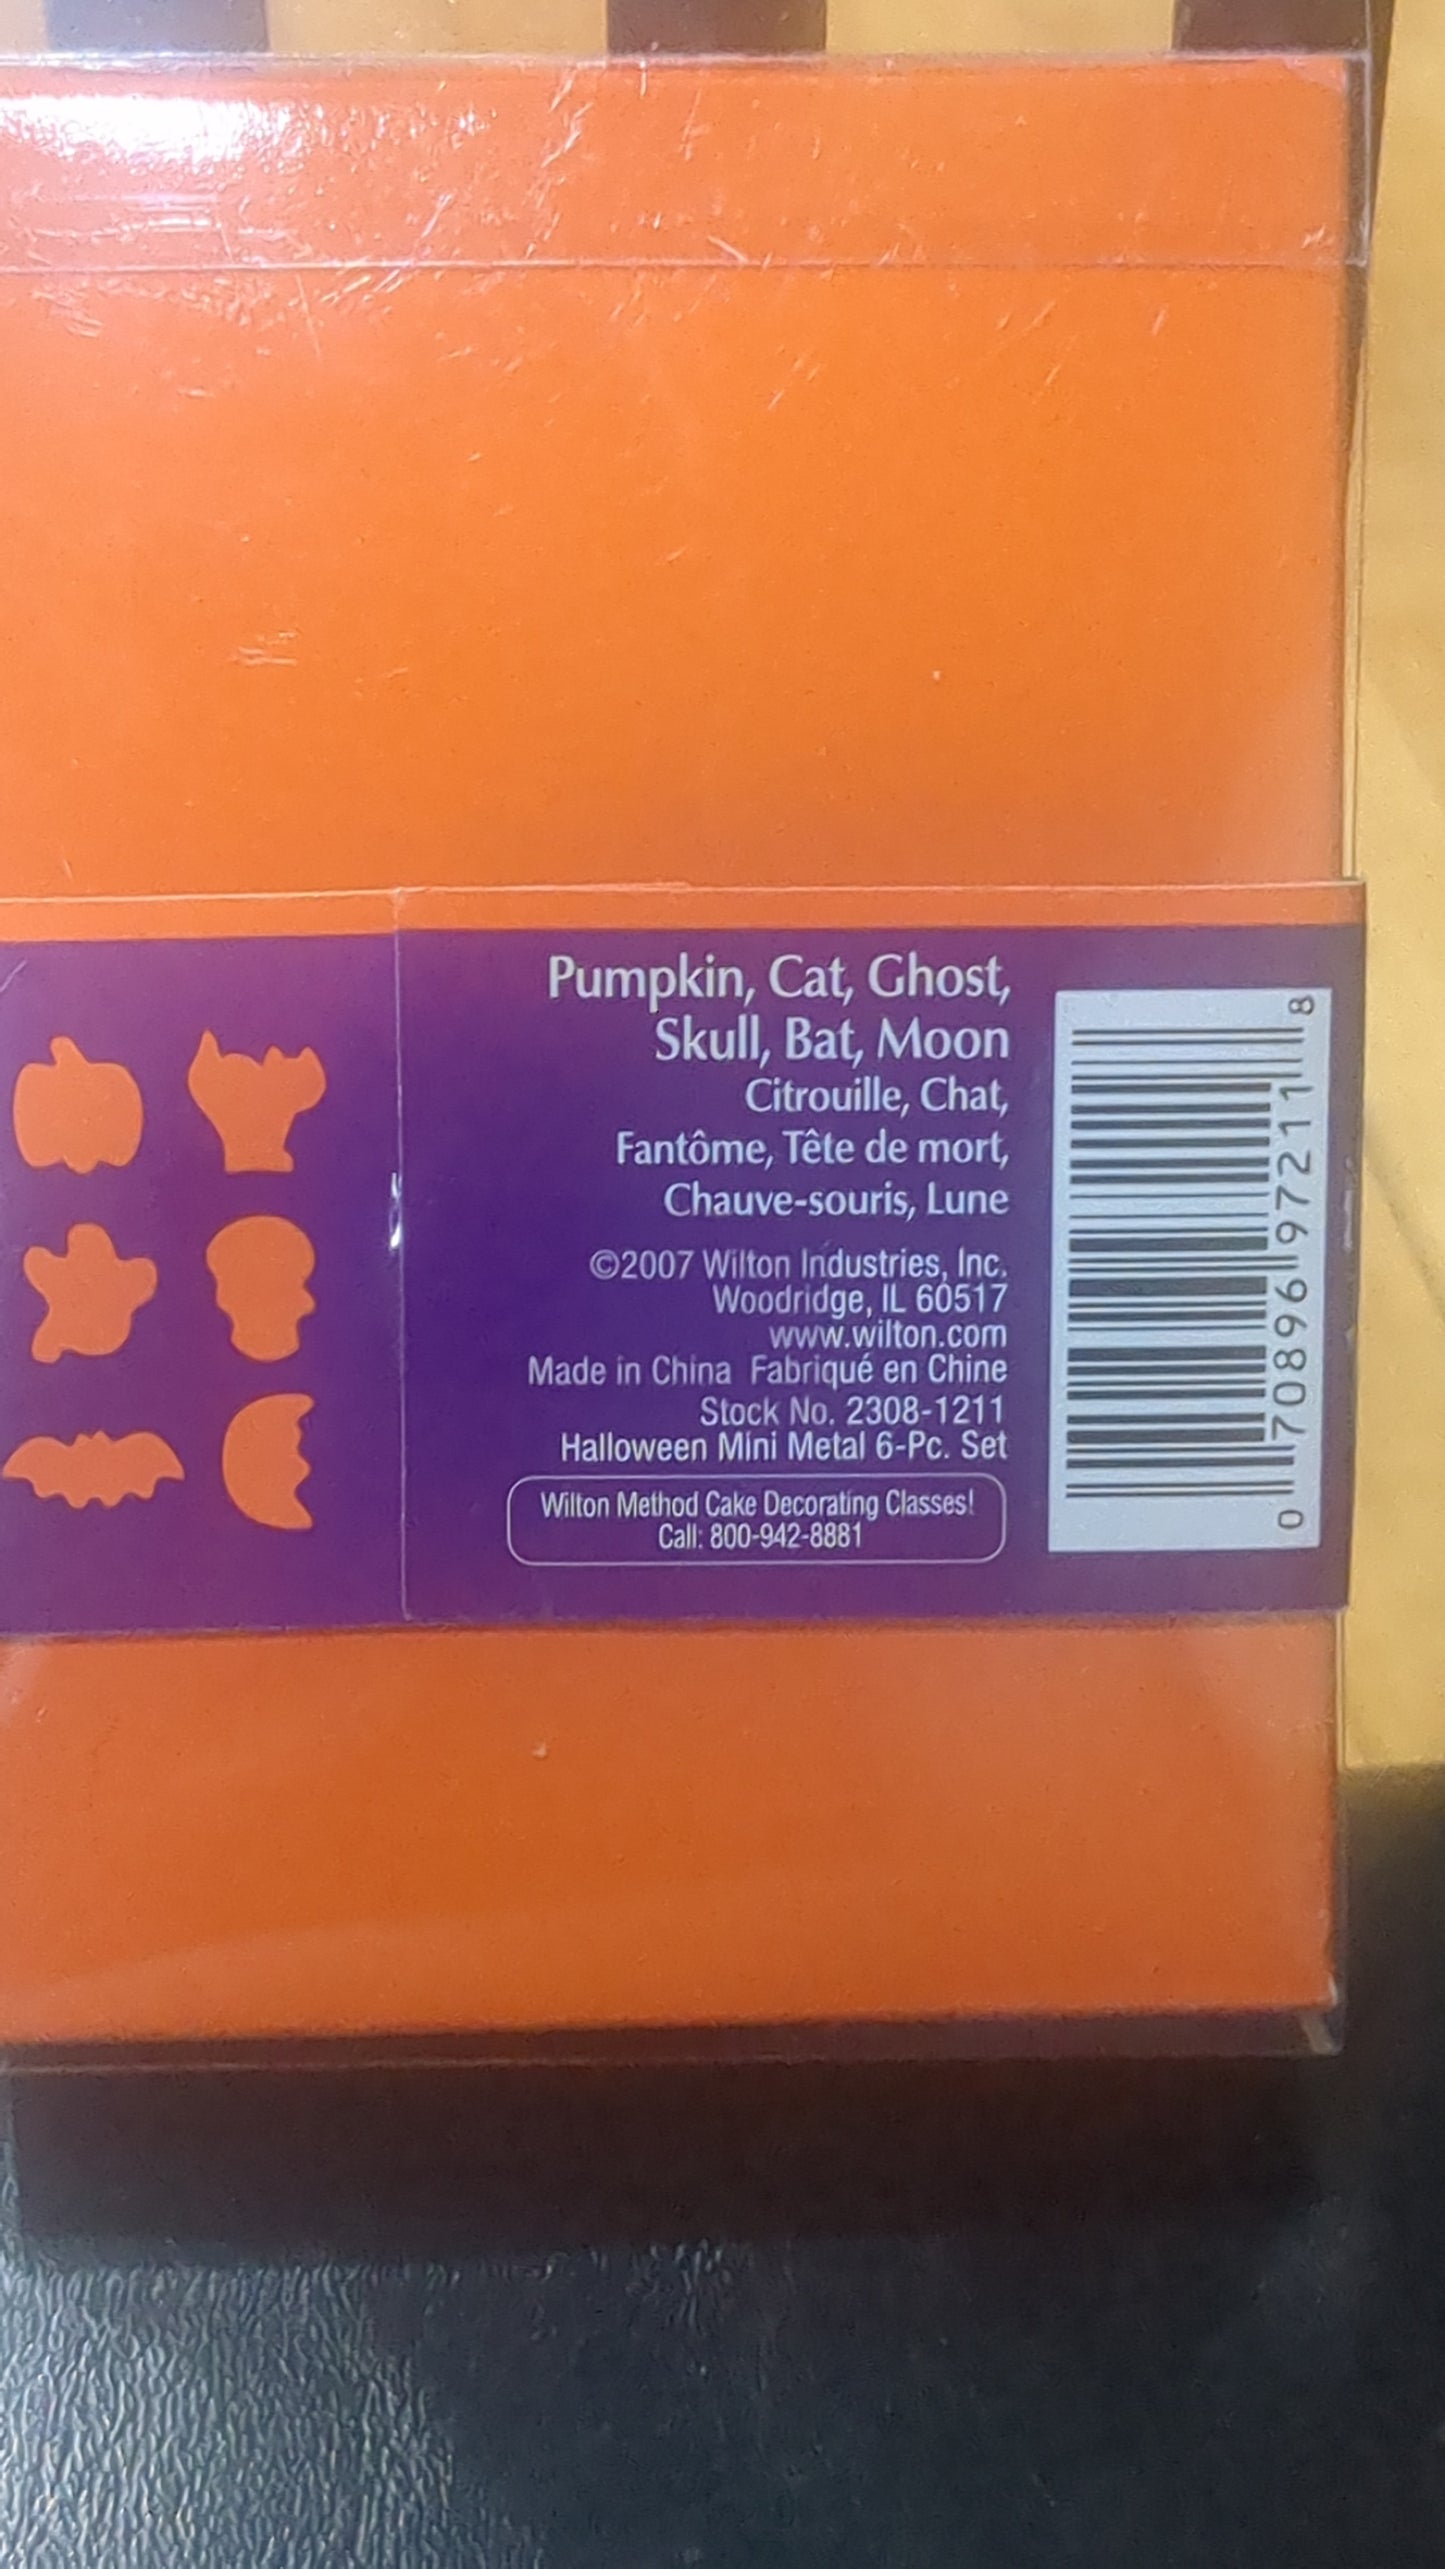 Pumpkin, Cat, Ghost,
Skull, Bat, Moon
Citrouille, Chat,
Fantôme, Tête de mort,
Chauve-souris, Lune
©2007 Wilton Industries, Inc.
Woodridge, IL 60517
www.wilton.com
Made in China Fabriqué en Chine
Stock No. 2308-1211
Halloween Mini Metal 6-Pc. Set
Wilton Method Cake Decorating Classes!
Call: 800-942-8881
0 70896 97211 8